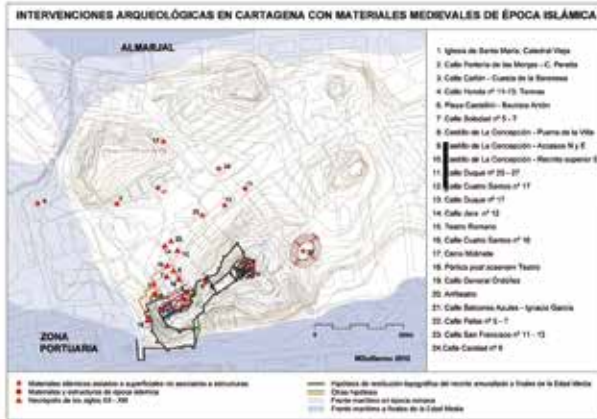 INTERVENCIONES ARQUEOLÓGICAS EN CARTAGENA CON MATERIALES MEDIEVALES DE ÉPOCA ISLÁMICA
ALMARJAL
ZONA
PORTUARIA
1. Iglesia de Santa María. Catedral Vieja
2. Calle Portería de las Monjas - C. Peralta
3. Calle Cañón - Cuesta de la Baronesa
4. Calle Honda nº 11-13. Termas
6. Plaza Castellini -
7. Calle Soledad nº 5 - 7
8. Castillo de La Concepción - Puerta de la Villa
9. Castillo de La Concepción - Accesos N y E
10. Castillo de La Concepción - Recinto superior S
11. Calle Duque nº 25 - 27
12. Calle Cuatro Santos nº 17
13. Calle Duque nº 17
14. Calle Jara nº 12
15. Teatro Romano
16. Calle Cuatro Santos nº 16
17. Cerro Molinete
18. Pórtico post scaenam Teatro
19. Calle General Ordóñez
20. Anfiteatro
21. Calle Balcones Azules - Ignacio García
22. Calle Palas nº 5 - 7
23. Calle San Francisco nº 11 - 13
24. Calle Caridad nº 8
Materiales islámicos aislados o superficiales no asociados a estructuras
Materiales y estructuras de época islámica
Necrópolis de los siglos XII - XIII
Hipótesis de restitución topográfica del recinto amurallado a finales de la Edad Media
Otras hipótesis
Frente marítimo en época romana
Frente marítimo a finales de la Edad Media